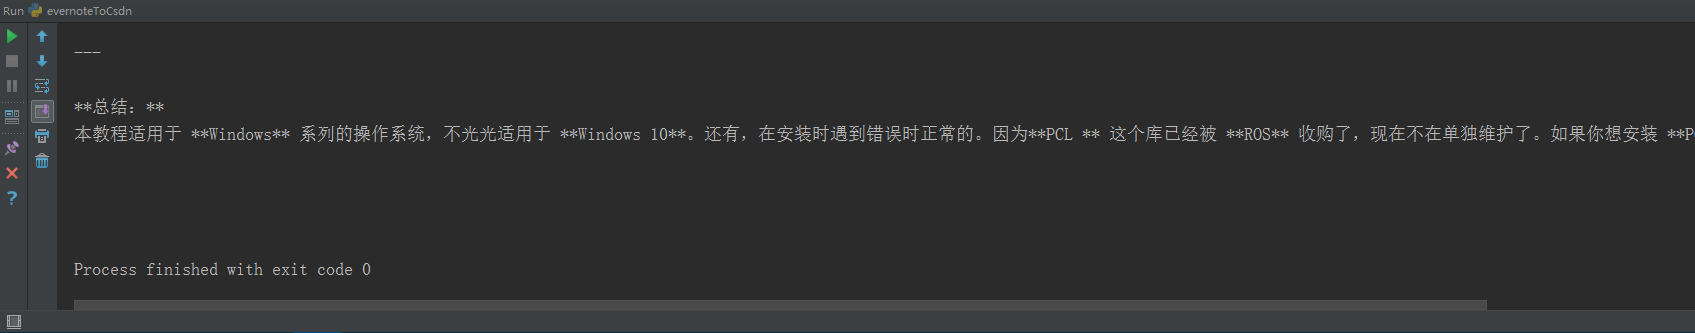 Run evernoteToCsdn
---
**总结：**
本教程适用于 **Windows** 系列的操作系统，不光光适用于 **Windows 10**。还有，在安装时遇到错误时正常的。因为**PCL ** 这个库已经被 **ROS** 收购了，现在不在单独维护了。如果你想安装 **P
Process finished with exit code 0